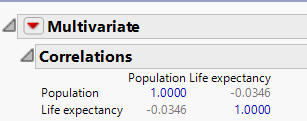 Multivariate
Correlations
Population Life expectancy
Population 1.0000 -0.0346
Life expectancy -0.0346 1.0000